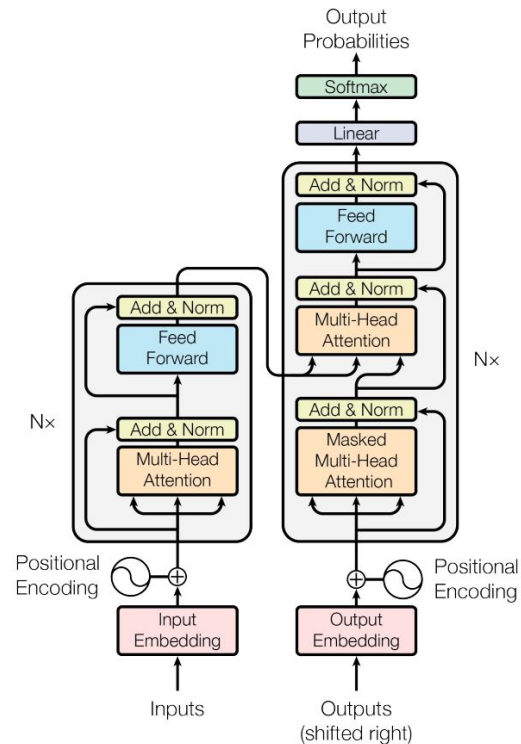 Output
Probabilities
Softmax
Linear
Add & Norm
Feed
Forward
Add & Norm
Multi-Head
Attention
Add & Norm
Masked
Multi-Head
Attention
N×
Positional
Encoding
Output
Embedding
Outputs
(shifted right)
Add & Norm
Feed
Forward
Add & Norm
Multi-Head
Attention
N×
Positional
Encoding
Input
Embedding
Inputs